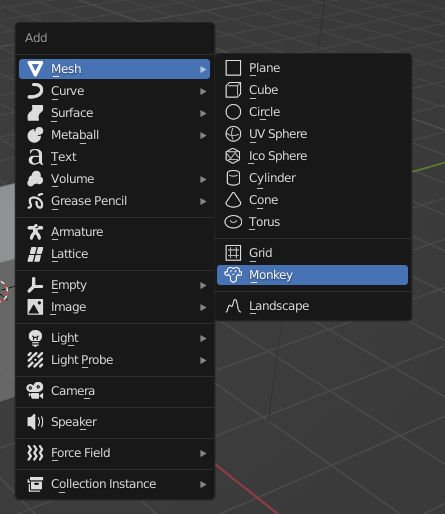 Add
Mesh
Curve
Surface
Metaball
Text
Volume
Grease Pencil
Armature
Lattice
Empty
Image
Light
Light Probe
Camera
Speaker
Force Field
Collection Instance
Plane
Cube
Circle
UV Sphere
Ico Sphere
Cylinder
Cone
Torus
Grid
Monkey
Landscape